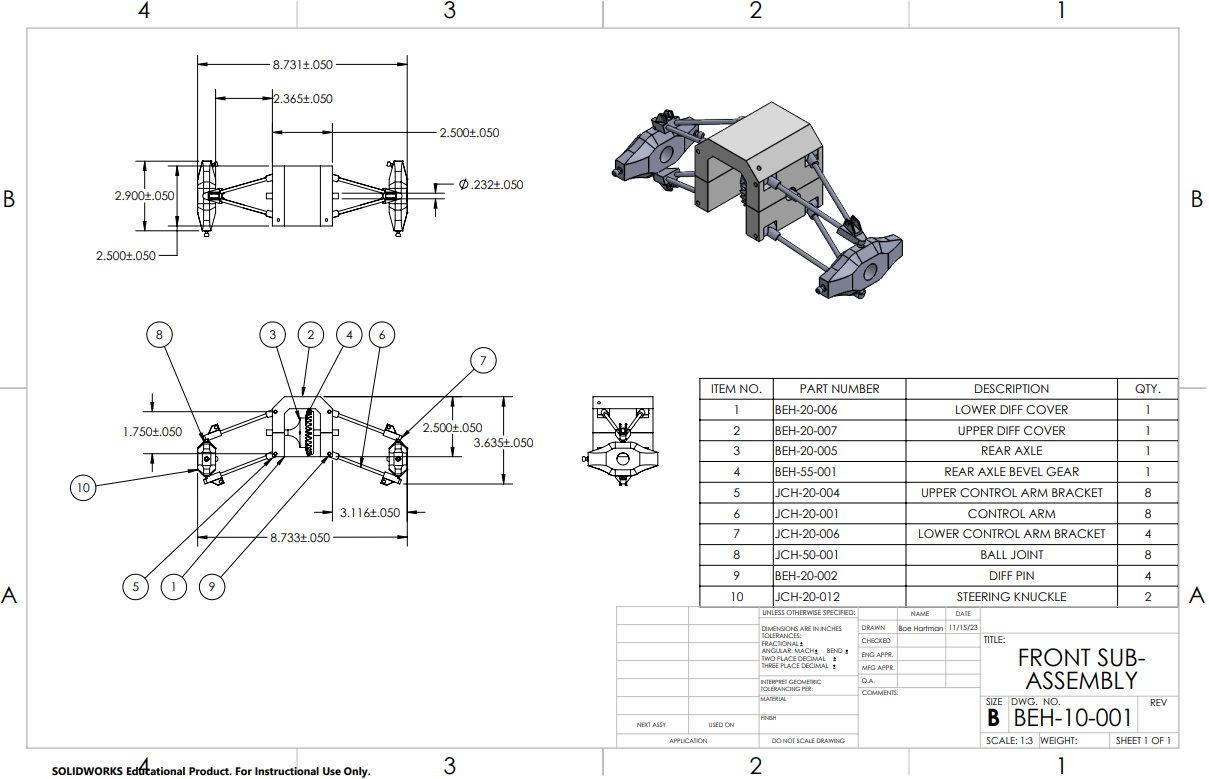 4 3 2 1
8.731±.050
2.365±.050
2.500±.050
Ø.232±.050
B B
2.900±.050
2.500±.050
8 3 2 4 6
7
1.750±.050
2.500±.050
3.635±.050
10
3.116±.050
8.733±.050
5 1 9
A A
ITEM NO. PART NUMBER DESCRIPTION QTY.
1 BEH-20-006 LOWER DIFF COVER 1
2 BEH-20-007 UPPER DIFF COVER 1
3 BEH-20-005 REAR AXLE 1
4 BEH-55-001 REAR AXLE BEVEL GEAR 1
5 JCH-20-004 UPPER CONTROL ARM BRACKET 8
6 JCH-20-001 CONTROL ARM 8
7 JCH-20-006 LOWER CONTROL ARM BRACKET 4
8 JCH-50-001 BALL JOINT 8
9 BEH-20-002 DIFF PIN 4
10 JCH-20-012 STEERING KNUCKLE 2
UNLESS OTHERWISE SPECIFIED:
DIMENSIONS ARE IN INCHES
TOLERANCES:
FRACTIONAL±
ANGULAR: MACH± BEND ±
TWO PLACE DECIMAL ±
THREE PLACE DECIMAL ±
INTERPRET GEOMETRIC
TOLERANCING PER:
MATERIAL
FINISH
NEXT ASSY USED ON
APPLICATION DO NOT SCALE DRAWING
NAME DATE
DRAWN Boe Hartman 11/15/23
CHECKED
ENG APPR.
MFG APPR.
Q.A.
COMMENTS:
TITLE:
FRONT SUB-
ASSEMBLY
SIZE DWG. NO. REV
B BEH-10-001
SCALE: 1:3 WEIGHT: SHEET 1 OF 1
4 3 2 1
SOLIDWORKS Educational Product. For Instructional Use Only.